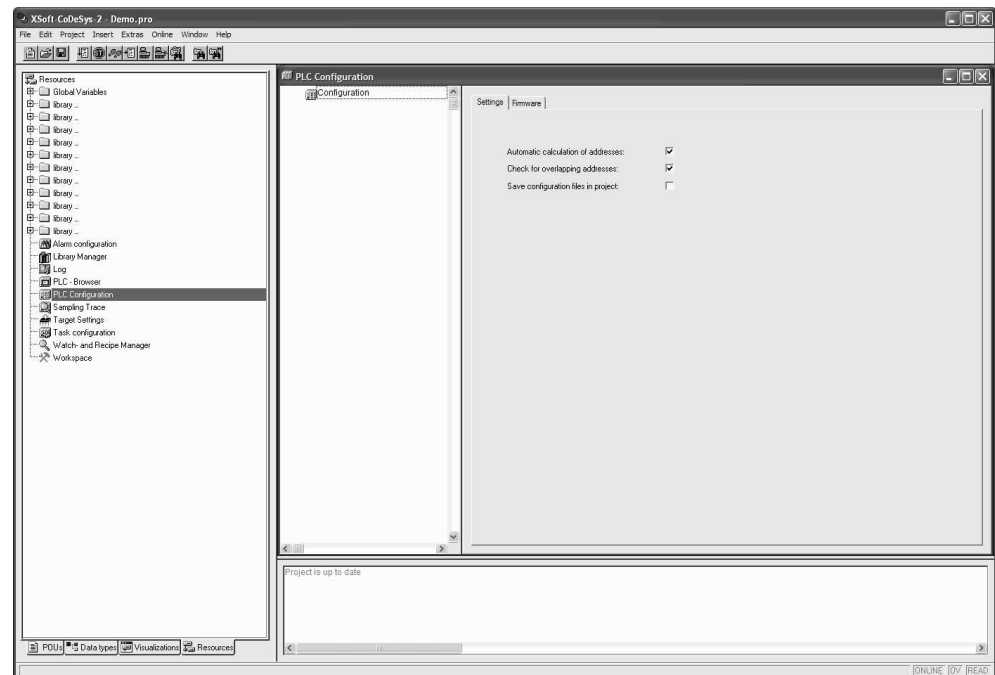 XSoft-CoDeSys-2 - Demo.pro
File Edit Project Insert Extras Online Window Help
Resources
Global Variables
library ..
library ..
library ..
library ..
library ..
library ..
library ..
library ..
library ..
library ..
library ..
Alarm configuration
Library Manager
Log
PLC - Browser
PLC Configuration
Sampling Trace
Target Settings
Task configuration
Watch- and Recipe Manager
Workspace
POUs Data types Visualizations Resources
PLC Configuration
Configuration
Settings Firmware
Automatic calculation of addresses:
Check for overlapping addresses:
Save configuration files in project:
Project is up to date
ONLINE OV READ